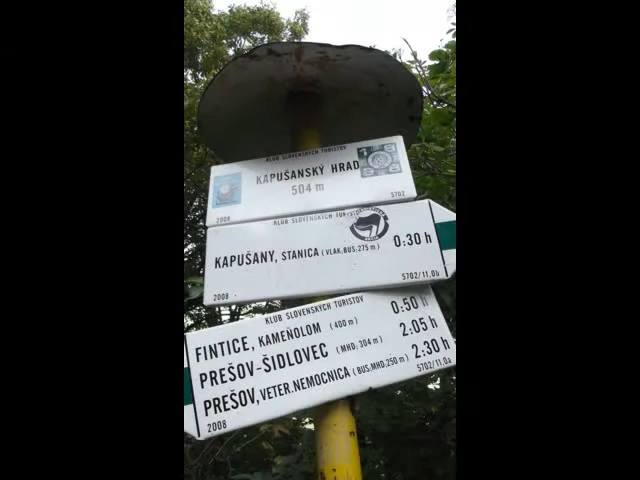 KLUB SLOVENSKÝCH TURISTOV
KAPUŠANSKÝ HRAD
504 m
2008 5702
KLUB SLOVENSKÝCH
KAPUŠANY, STANICA (VLAK.BUS.275 m) 0:30 h
2008 5702/11.0b
KLUB SLOVENSKÝCH TURISTOV
FINTICE, KAMEŇOLOM (400 m) 0:50 h
PREŠOV-ŠIDLOVEC (MHD; 304 m) 2:05 h
PREŠOV, VETER.NEMOCNICA (BUS.MHD;250 m) 2:30 h
2008 5702/11.0a